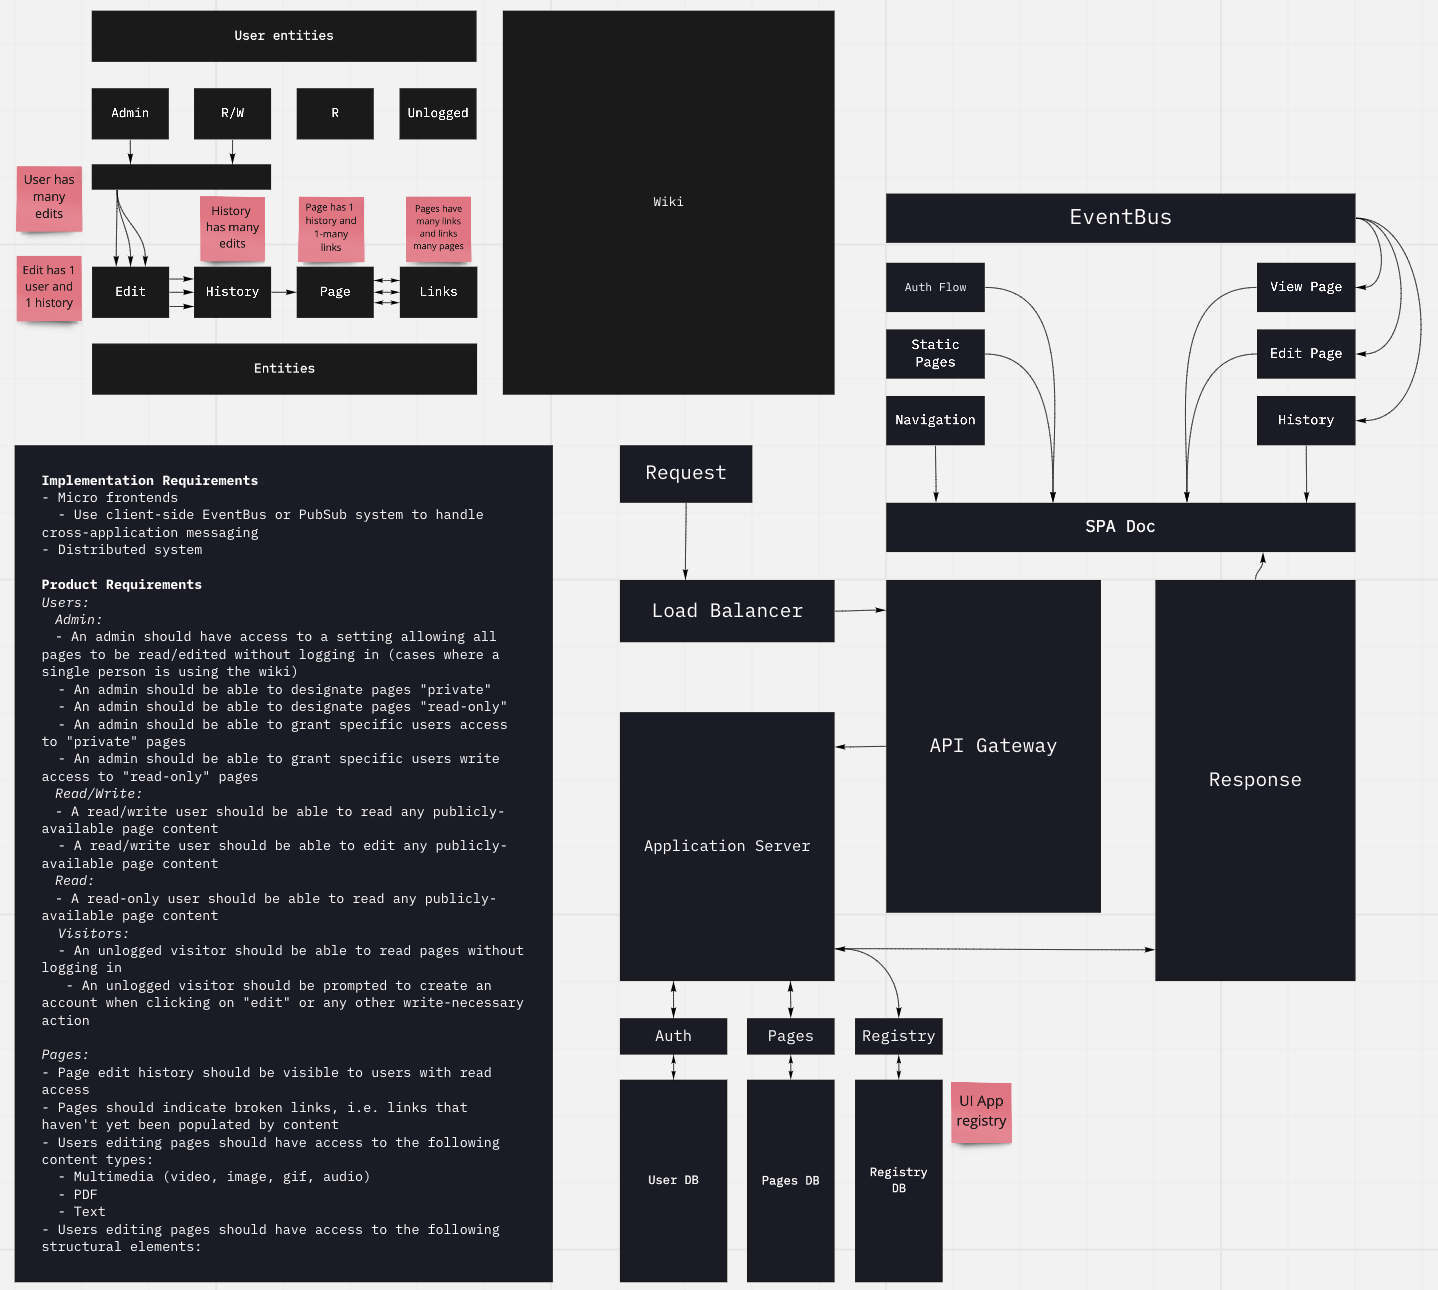 User entities
Admin
R/W
R
Unlogged
User has
many
edits
History
has many
edits
Page has 1
history and
1-many
links
Pages have
many links
and links
many pages
Edit has 1
user and
1 history
Edit
History
Page
Links
Entities
Wiki
EventBus
Auth Flow
Static
Pages
Navigation
View Page
Edit Page
History
SPA Doc
Implementation Requirements
- Micro frontends
- Use client-side EventBus or PubSub system to handle
cross-application messaging
- Distributed system
Product Requirements
Users:
Admin:
- An admin should have access to a setting allowing all
pages to be read/edited without logging in (cases where a
single person is using the wiki)
- An admin should be able to designate pages "private"
- An admin should be able to designate pages "read-only"
- An admin should be able to grant specific users access
to "private" pages
- An admin should be able to grant specific users write
access to "read-only" pages
Read/Write:
- A read/write user should be able to read any publicly-
available page content
- A read/write user should be able to edit any publicly-
available page content
Read:
- A read-only user should be able to read any publicly-
available page content
Visitors:
- An unlogged visitor should be able to read pages without
logging in
- An unlogged visitor should be prompted to create an
account when clicking on "edit" or any other write-necessary
action
Pages:
- Page edit history should be visible to users with read
access
- Pages should indicate broken links, i.e. links that
haven't yet been populated by content
- Users editing pages should have access to the following
content types:
- Multimedia (video, image, gif, audio)
- PDF
- Text
- Users editing pages should have access to the following
structural elements:
Request
Load Balancer
API Gateway
Response
Application Server
Auth
Pages
Registry
User DB
Pages DB
Registry
DB
UI App
registry